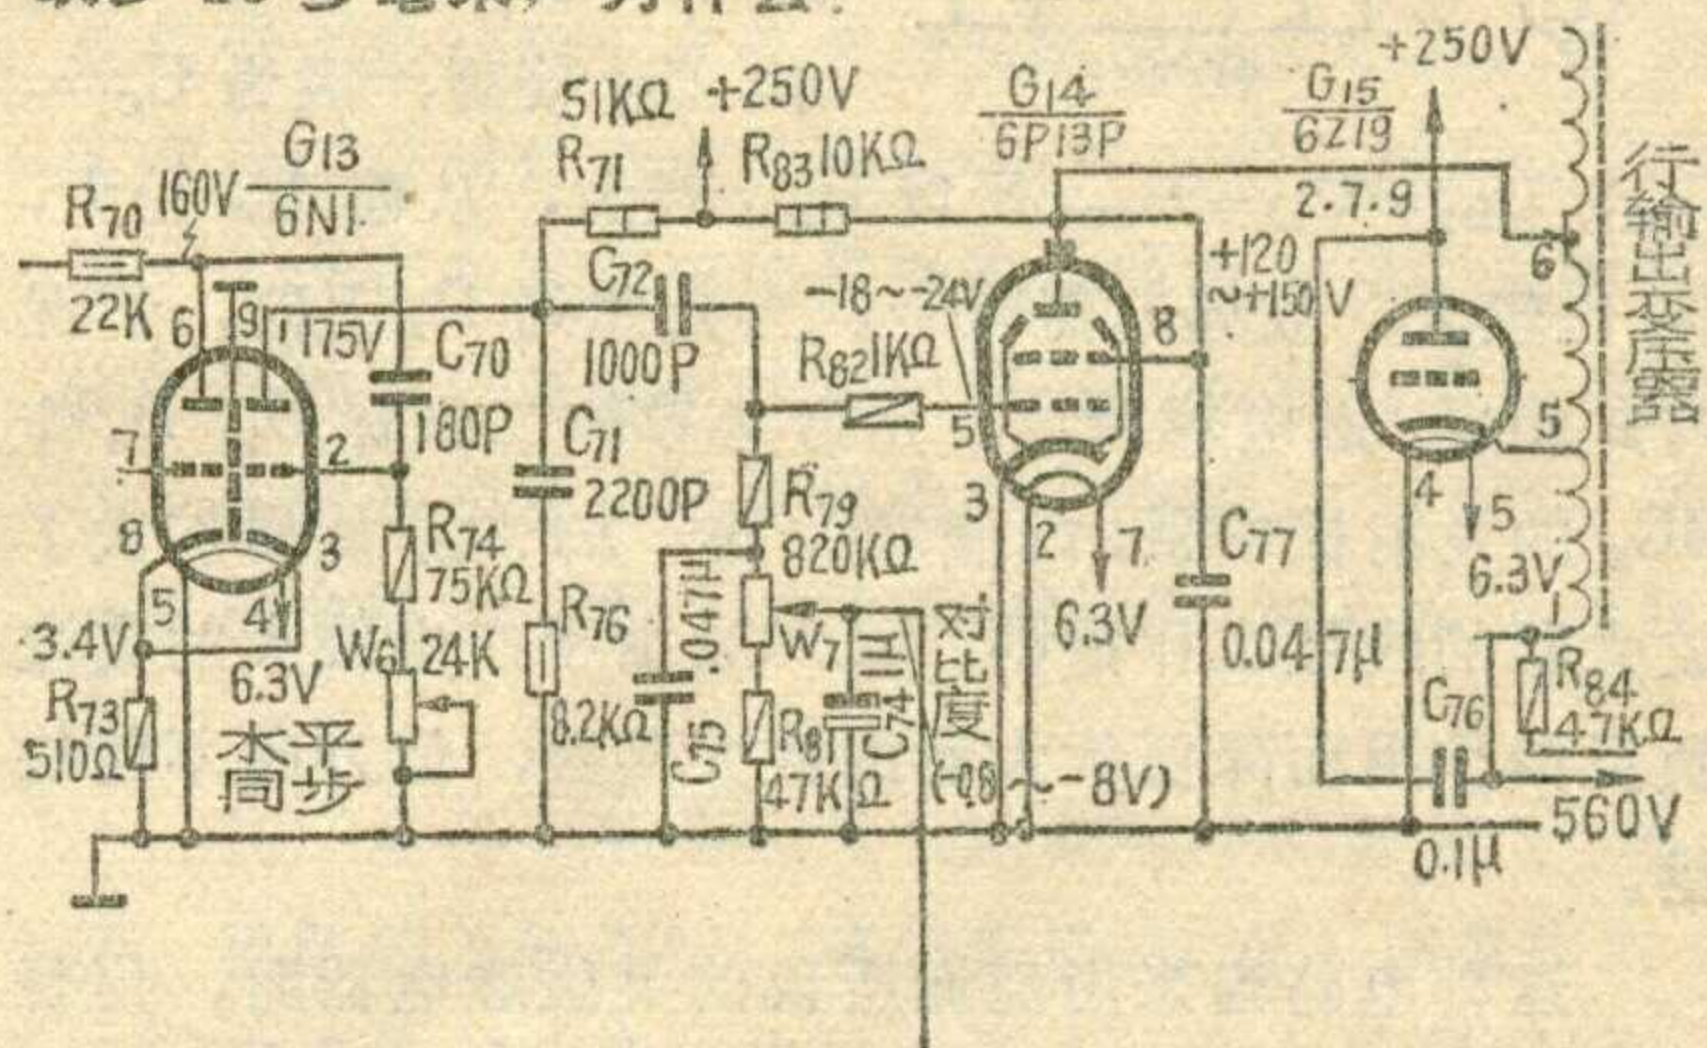 +250V
51KΩ +250V
G14
6P13P
G15
6Z19
R71
R83 10KΩ
G13
6N1
R70
160V
22K
6
9
1
175V
C72
1000P
-18~-24V
R82 1KΩ
+120
~+150V
2.7.9
6
8
行输出变压器
C70
180P
7
2
C71
2200P
5
5
8
3
R74
75KΩ
R79
820KΩ
3
2
7
6.3V
C77
0.047μ
4
5
6.3V
1
5
4
6.3V
3.4V
R73
510Ω
W6 24K
水平
同步
R76
8.2KΩ
.047μ
C75
W7
R81
47KΩ
C74 1μ
对比度
(-0.8~-8V)
C76
0.1μ
R84
47KΩ
560V